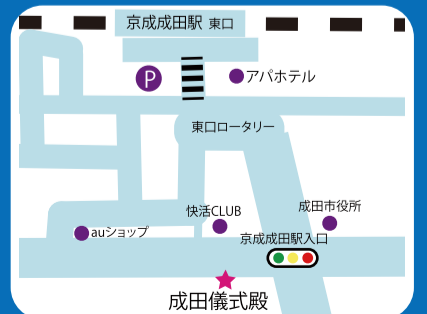 京成成田駅 東口
P
アパホテル
東口ロータリー
快活CLUB
成田市役所
auショップ
京成成田駅入口
成田儀式殿